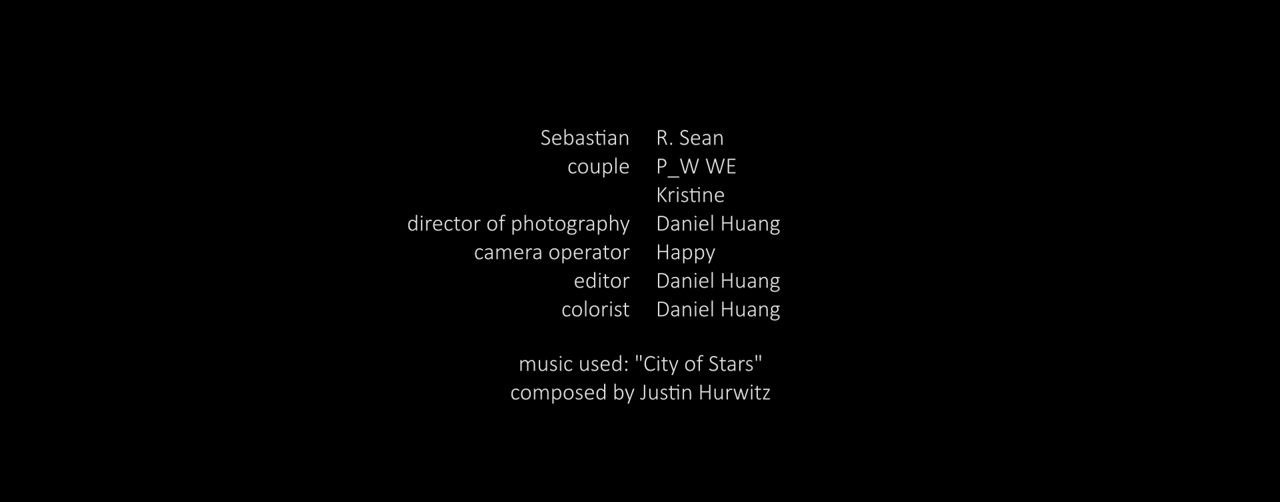 Sebastian R. Sean
couple P_W WE
Kristine
director of photography Daniel Huang
camera operator Happy
editor Daniel Huang
colorist Daniel Huang
music used: "City of Stars"
composed by Justin Hurwitz